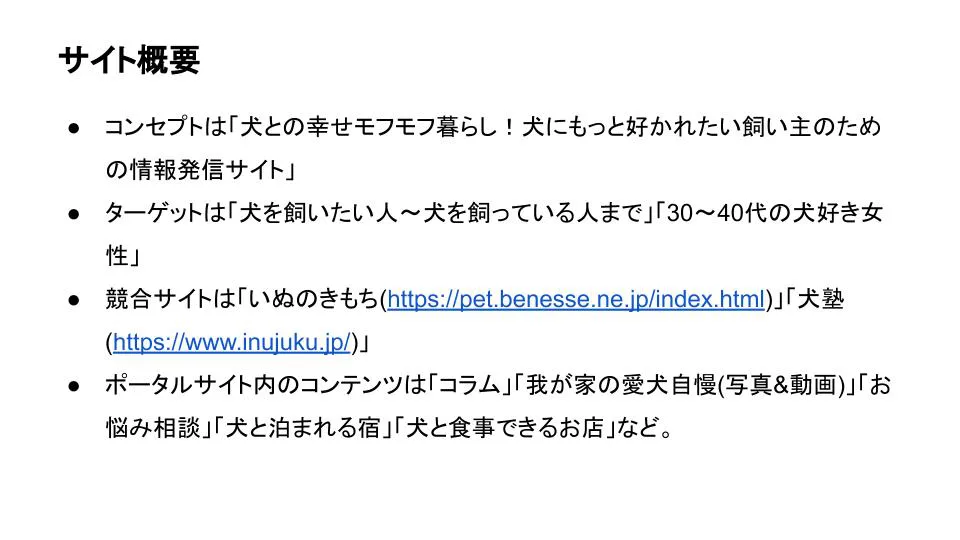 サイト概要
● コンセプトは「犬との幸せモフモフ暮らし！犬にもっと好かれたい飼い主のため
の情報発信サイト」
● ターゲットは「犬を飼いたい人～犬を飼っている人まで」「30～40代の犬好き女
性」
● 競合サイトは「いぬのきもち(https://pet.benesse.ne.jp/index.html)」「犬塾
(https://www.inujuku.jp/)」
● ポータルサイト内のコンテンツは「コラム」「我が家の愛犬自慢(写真&動画)」「お
悩み相談」「犬と泊まれる宿」「犬と食事できるお店」など。